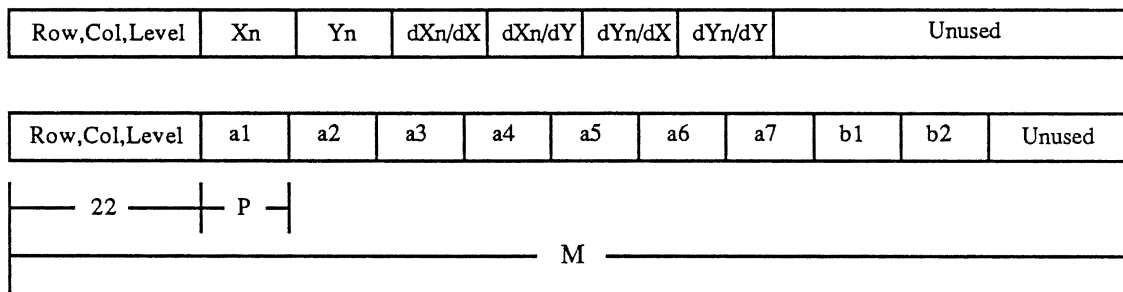 Row,Col,Level Xn Yn dXn/dX dXn/dY dYn/dX dYn/dY Unused
Row,Col,Level a1 a2 a3 a4 a5 a6 a7 b1 b2 Unused
22 P
M